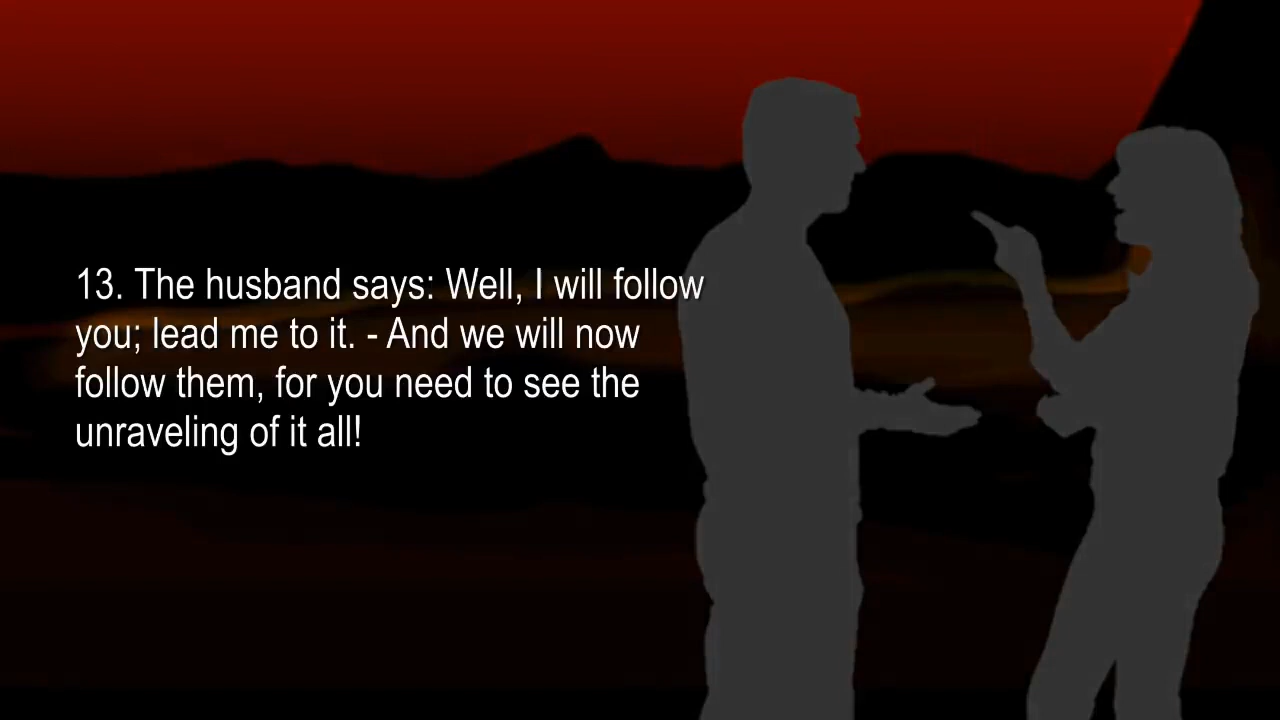 13. The husband says: Well, I will follow
you; lead me to it. - And we will now
follow them, for you need to see the
unraveling of it all!